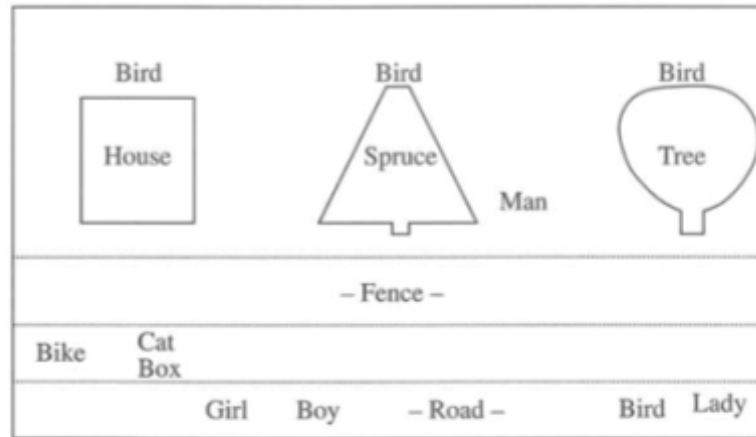 Bird Bird Bird
House Spruce Tree
Man
– Fence –
Bike Cat
Box
Girl Boy – Road – Bird Lady